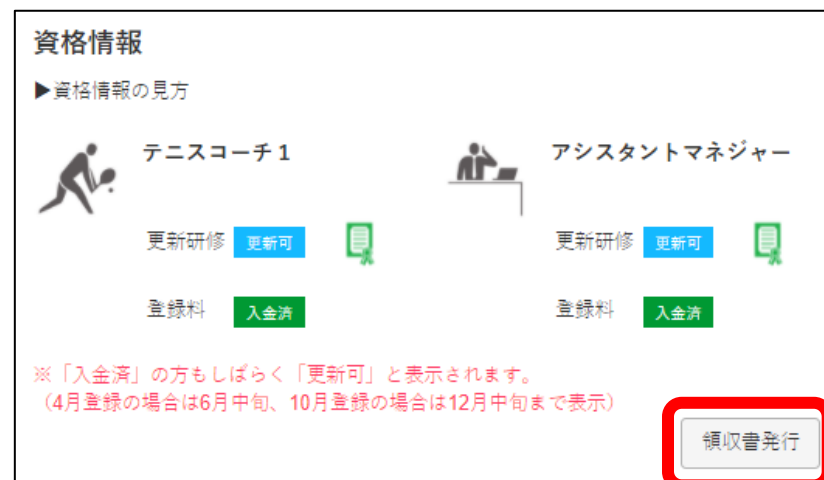 資格情報
▶資格情報の見方
テニスコーチ1
アシスタントマネジャー
更新研修 更新可
更新研修 更新可
登録料 入金済
登録料 入金済
※「入金済」の方もしばらく「更新可」と表示されます。
（4月登録の場合は6月中旬、10月登録の場合は12月中旬まで表示）
領収書発行